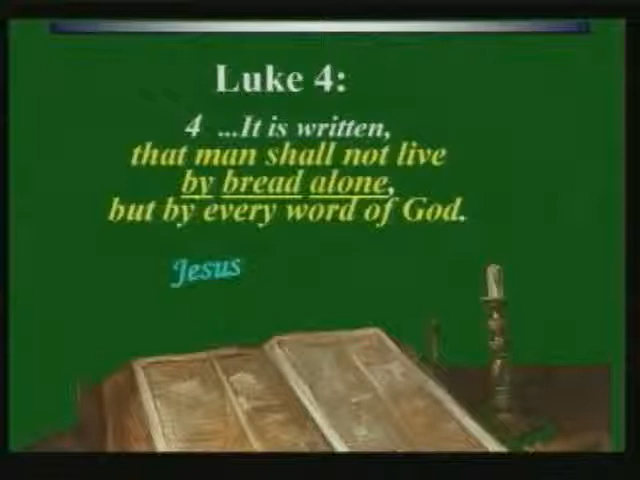 Luke 4:
4 ...It is written,
that man shall not live
by bread alone,
but by every word of God.
Jesus